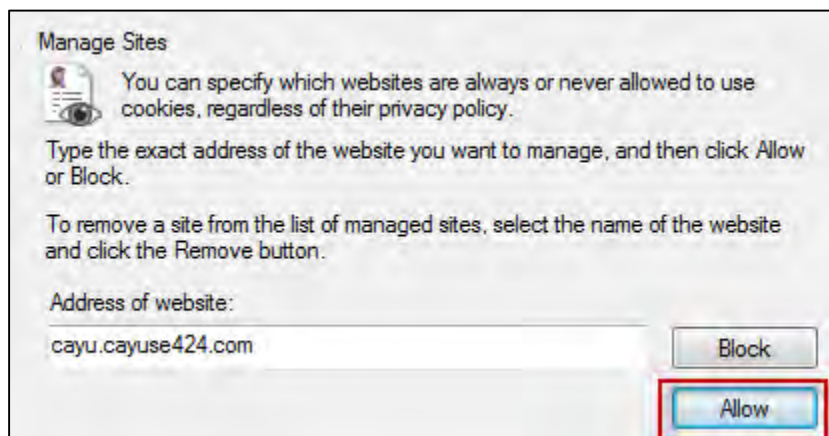 Manage Sites
You can specify which websites are always or never allowed to use
cookies, regardless of their privacy policy.
Type the exact address of the website you want to manage, and then click Allow
or Block.
To remove a site from the list of managed sites, select the name of the website
and click the Remove button.
Address of website:
cayu.cayuse424.com
Block
Allow